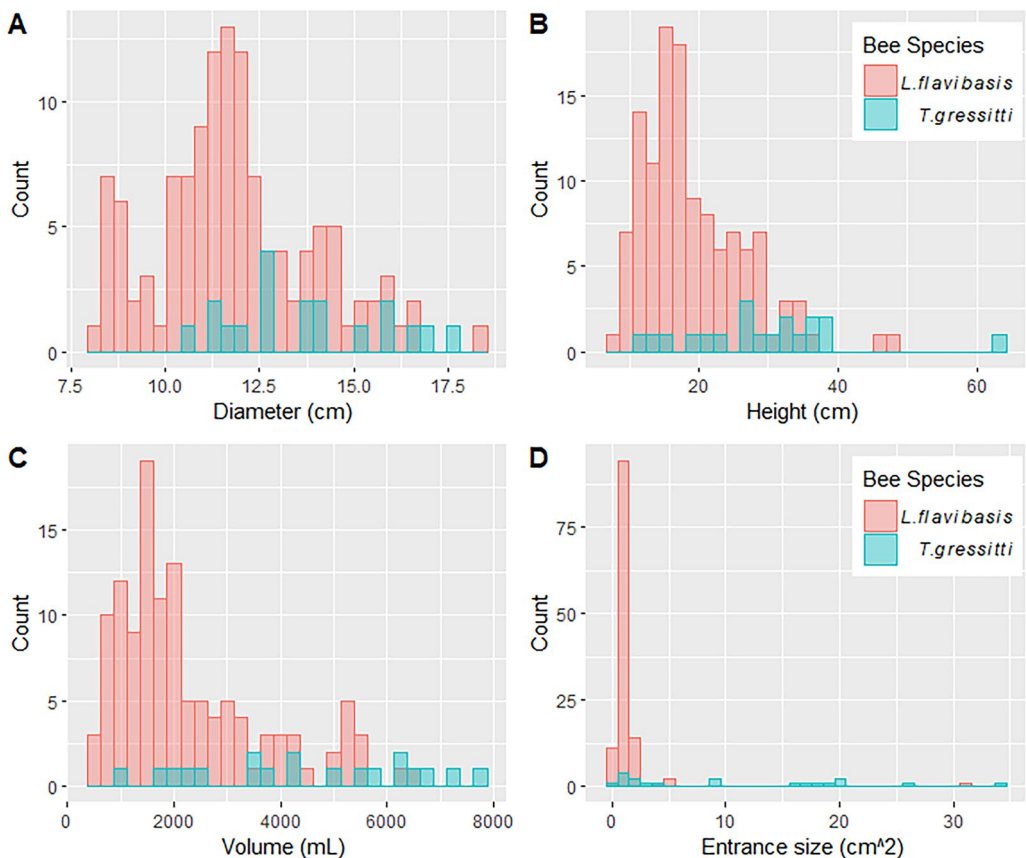 A
Count
10
5
0
7.5 10.0 12.5 15.0 17.5
Diameter (cm)
B
Bee Species
L.flavibasis
T.gressitti
Count
15
10
5
0
20 40 60
Height (cm)
C
Count
15
10
5
0
0 2000 4000 6000 8000
Volume (mL)
D
Bee Species
L.flavibasis
T.gressitti
Count
75
50
25
0
0 10 20 30
Entrance size (cm^2)